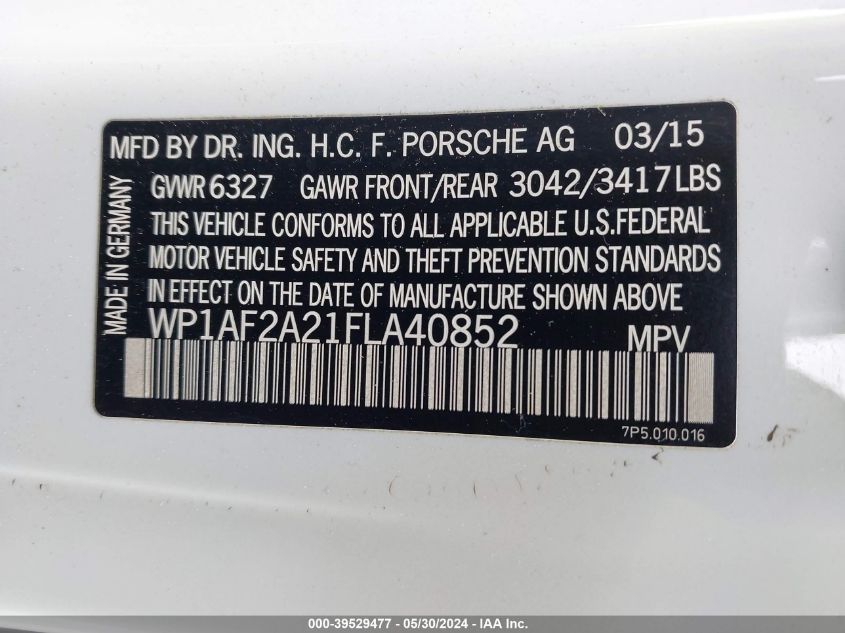 MFD BY DR. ING. H.C. F. PORSCHE AG 03/15
GVWR 6327 GAWR FRONT/REAR 3042/3417LBS
THIS VEHICLE CONFORMS TO ALL APPLICABLE U.S.FEDERAL
MOTOR VEHICLE SAFETY AND THEFT PREVENTION STANDARDS
IN EFFECT ON THE DATE OF MANUFACTURE SHOWN ABOVE
WP1AF2A21FLA40852 MPV
MADE IN GERMANY
7P5.010.016
000-39529477 - 05/30/2024 - IAA Inc.